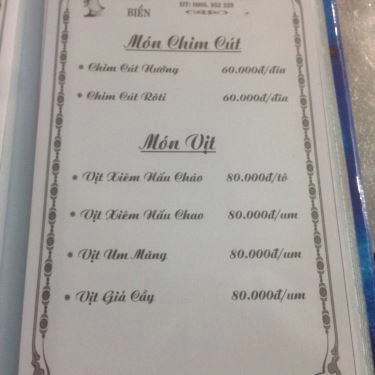 BIỂN
ĐT: 0905. 952 229
Món Chim Cút
Chim Cút Nướng 60.000đ/đĩa
Chim Cút Rôti 60.000đ/đĩa
Món Vịt
Vịt Xiêm Nấu Cháo 80.000đ/tô
Vịt Xiêm Nấu Chao 80.000đ/um
Vịt Um Măng 80.000đ/um
Vịt Giả Cầy 80.000đ/um